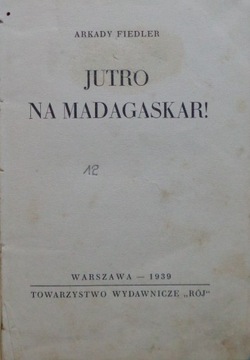 ARKADY FIEDLER
JUTRO
NA MADAGASKAR!
12
WARSZAWA — 1939
TOWARZYSTWO WYDAWNICZE „RÓJ”